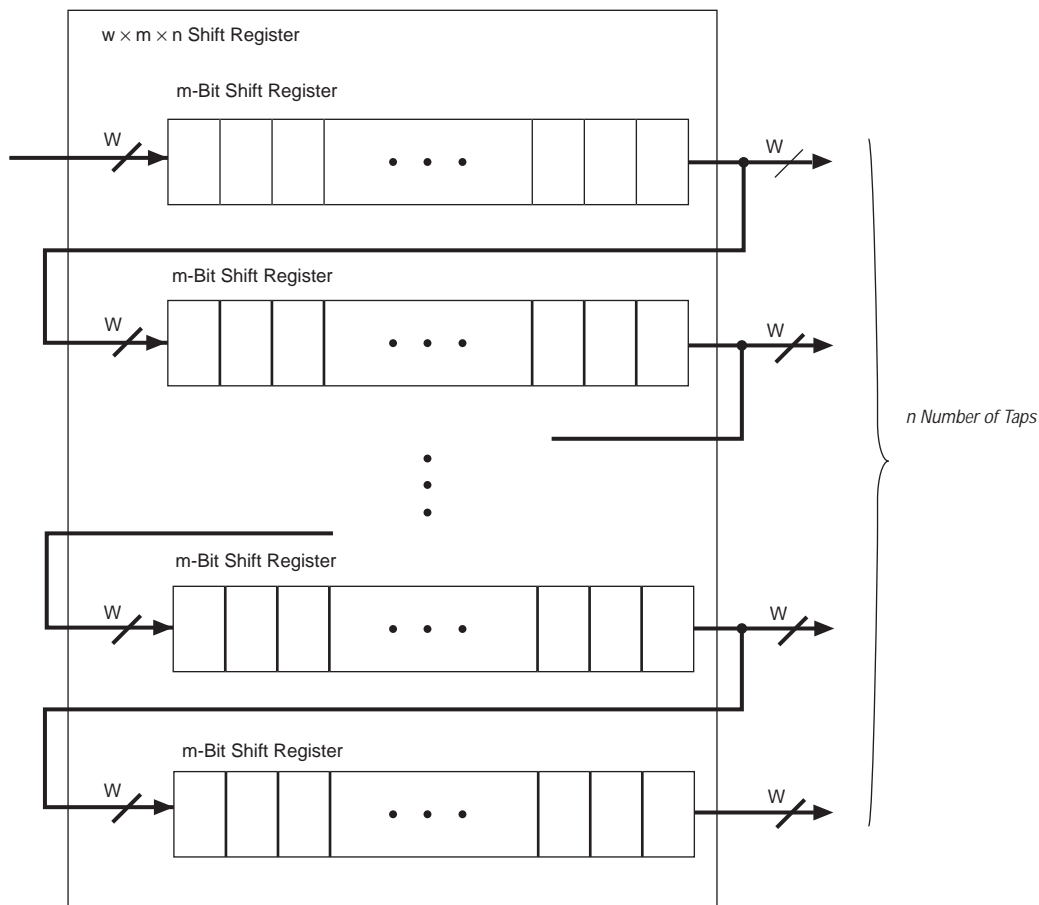 w × m × n Shift Register
m-Bit Shift Register
W
W
m-Bit Shift Register
W
W
n Number of Taps
m-Bit Shift Register
W
W
m-Bit Shift Register
W
W